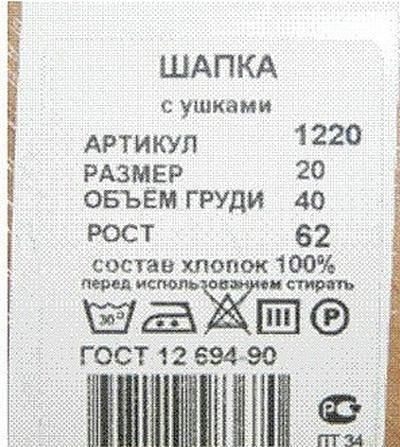 ШАПКА
с ушками
АРТИКУЛ 1220
РАЗМЕР 20
ОБЪЁМ ГРУДИ 40
РОСТ 62
состав хлопок 100%
перед использованием стирать
30°
P
ГОСТ 12 694-90
РС
ПТ 34